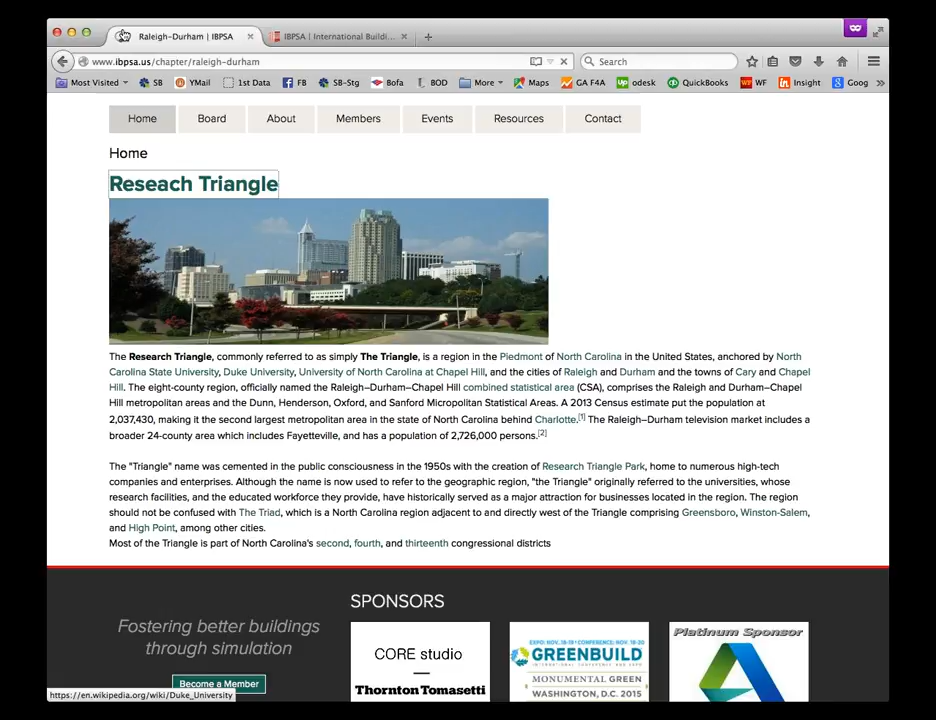 Raleigh-Durham | IBPSA
IBPSA | International Buildi...
www.ibpsa.us/chapter/raleigh-durham
Search
Most Visited
SB
YMail
1st Data
FB
SB-Stg
Bofa
BOD
More
Maps
GA F4A
odesk
QuickBooks
WF
Insight
Goog
Home
Board
About
Members
Events
Resources
Contact
Home
Reseach Triangle
The Research Triangle, commonly referred to as simply The Triangle, is a region in the Piedmont of North Carolina in the United States, anchored by North
Carolina State University, Duke University, University of North Carolina at Chapel Hill, and the cities of Raleigh and Durham and the towns of Cary and Chapel
Hill. The eight-county region, officially named the Raleigh–Durham–Chapel Hill combined statistical area (CSA), comprises the Raleigh and Durham–Chapel
Hill metropolitan areas and the Dunn, Henderson, Oxford, and Sanford Micropolitan Statistical Areas. A 2013 Census estimate put the population at
2,037,430, making it the second largest metropolitan area in the state of North Carolina behind Charlotte.[1] The Raleigh–Durham television market includes a
broader 24-county area which includes Fayetteville, and has a population of 2,726,000 persons.[2]
The "Triangle" name was cemented in the public consciousness in the 1950s with the creation of Research Triangle Park, home to numerous high-tech
companies and enterprises. Although the name is now used to refer to the geographic region, "the Triangle" originally referred to the universities, whose
research facilities, and the educated workforce they provide, have historically served as a major attraction for businesses located in the region. The region
should not be confused with The Triad, which is a North Carolina region adjacent to and directly west of the Triangle comprising Greensboro, Winston-Salem,
and High Point, among other cities.
Most of the Triangle is part of North Carolina's second, fourth, and thirteenth congressional districts
SPONSORS
Fostering better buildings
through simulation
Become a Member
CORE studio
Thornton Tomasetti
EXPO: NOV. 18-19 | CONFERENCE: NOV. 18-20
GREENBUILD
INTERNATIONAL CONFERENCE AND EXPO
MONUMENTAL GREEN
WASHINGTON, D.C. 2015
Platinum Sponsor
https://en.wikipedia.org/wiki/Duke_University